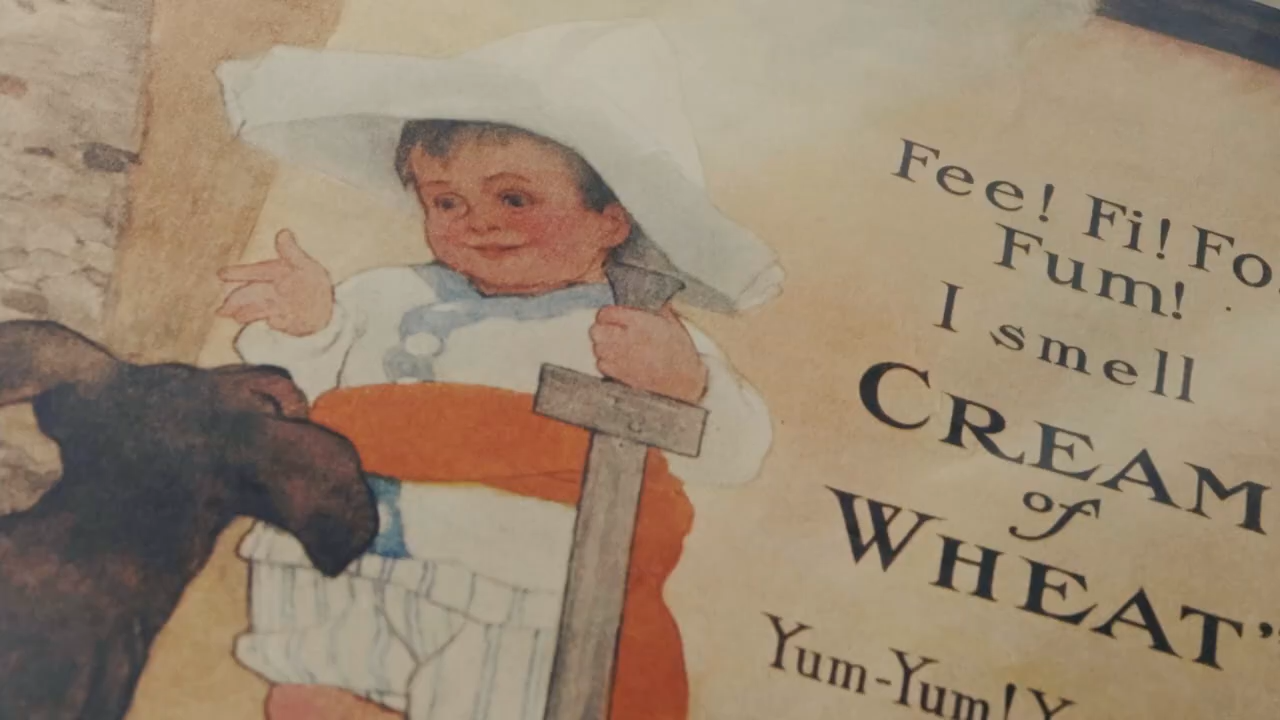 Fee! Fi! Fo
Fum!
I smell
CREAM
of
WHEAT"
Yum-Yum! Y